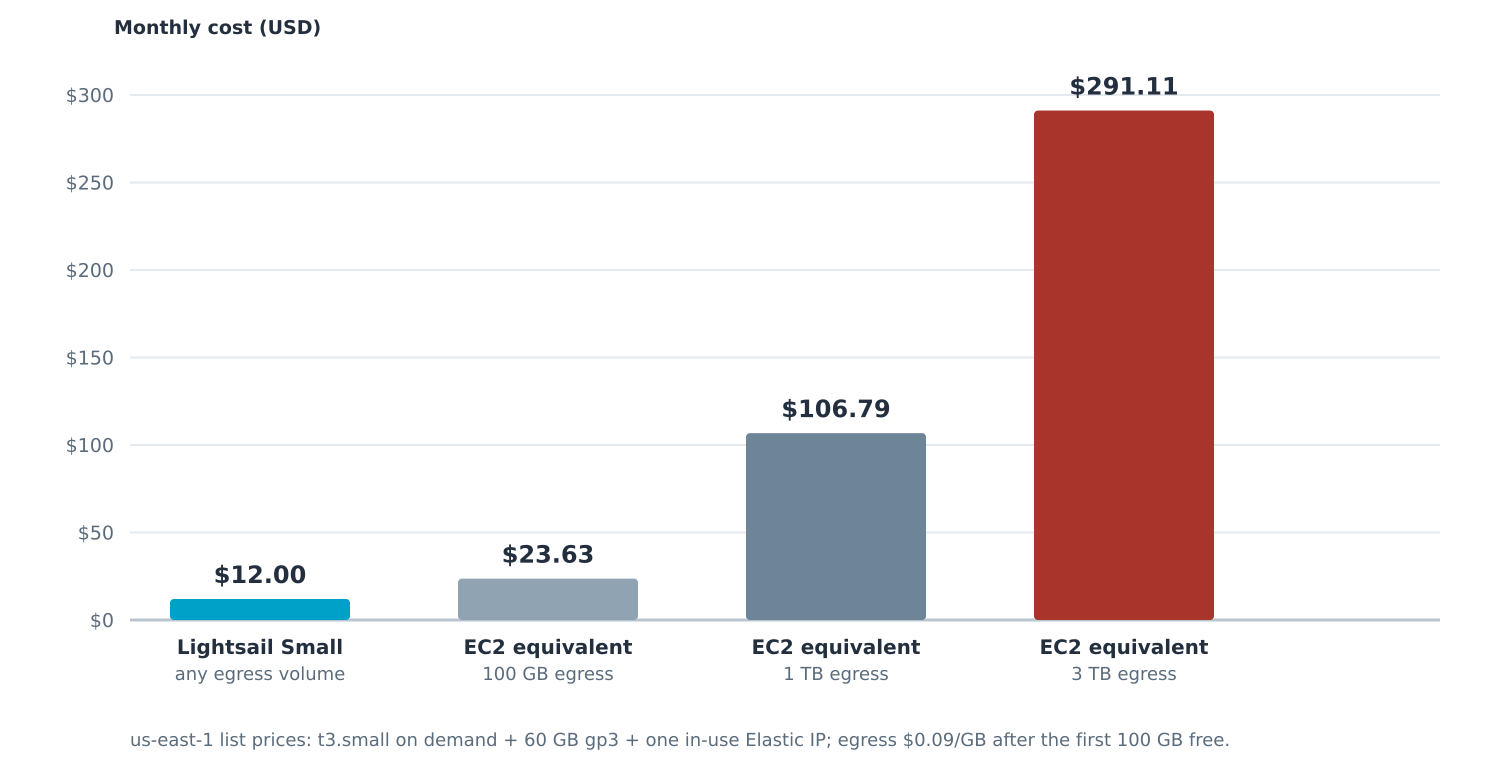 Monthly cost (USD)
$300
$250
$200
$150
$100
$50
$0
$12.00
$23.63
$106.79
$291.11
Lightsail Small
any egress volume
EC2 equivalent
100 GB egress
EC2 equivalent
1 TB egress
EC2 equivalent
3 TB egress
us-east-1 list prices: t3.small on demand + 60 GB gp3 + one in-use Elastic IP; egress $0.09/GB after the first 100 GB free.